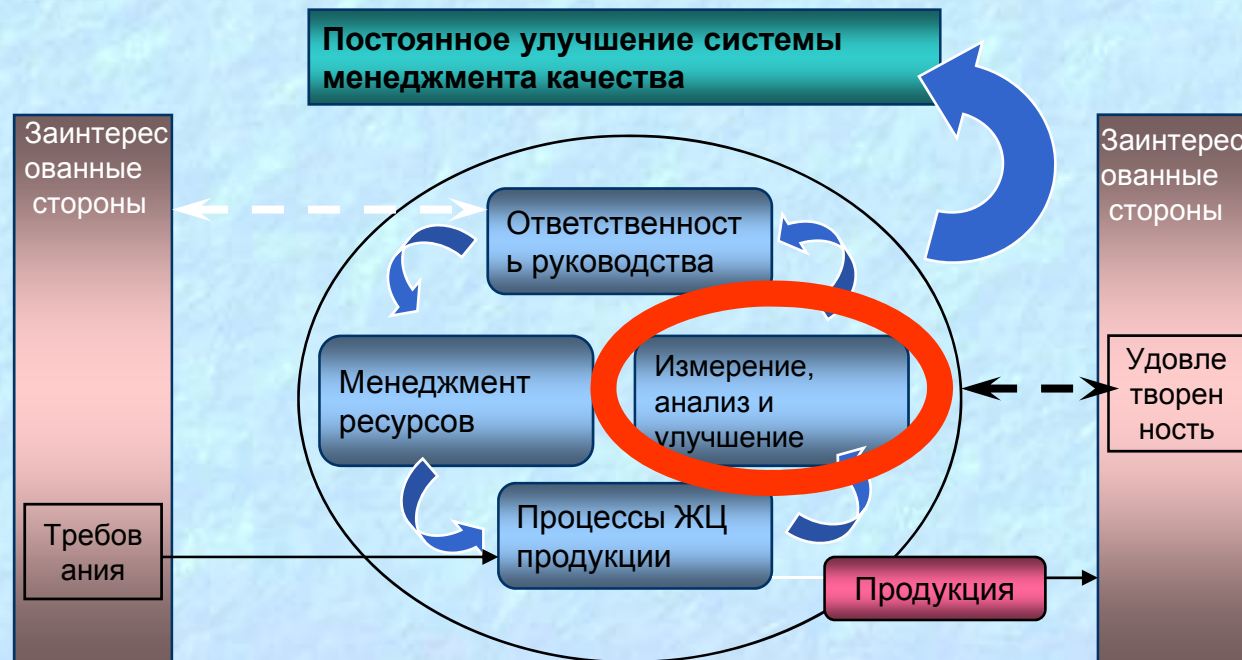 Постоянное улучшение системы
менеджмента качества
Заинтерес
ованные
стороны
Заинтерес
ованные
стороны
Ответственност
ь руководства
Менеджмент
ресурсов
Измерение,
анализ и
улучшение
Удовле
творен
ность
Процессы ЖЦ
продукции
Требов
ания
Продукция